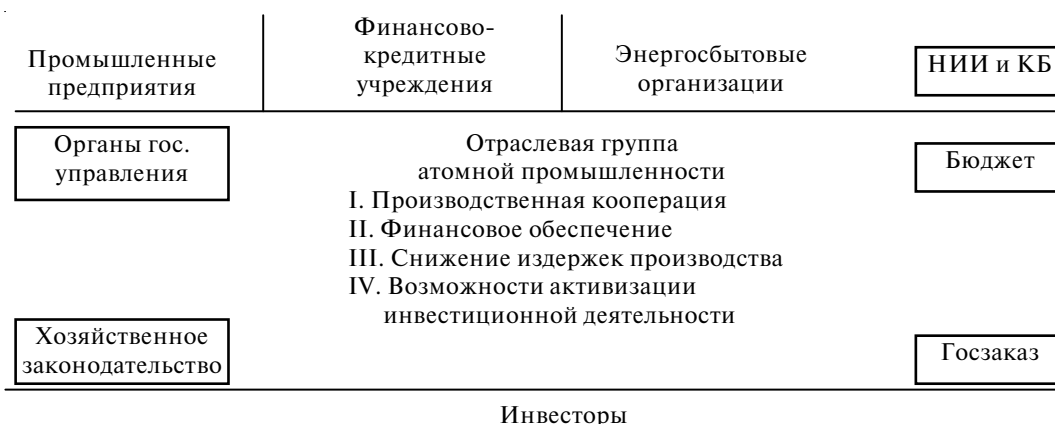 Промышленные
предприятия
Финансово-
кредитные
учреждения
Энергосбытовые
организации
НИИ и КБ
Органы гос.
управления
Отраслевая группа
атомной промышленности
I. Производственная кооперация
II. Финансовое обеспечение
III. Снижение издержек производства
IV. Возможности активизации
инвестиционной деятельности
Бюджет
Хозяйственное
законодательство
Госзаказ
Инвесторы